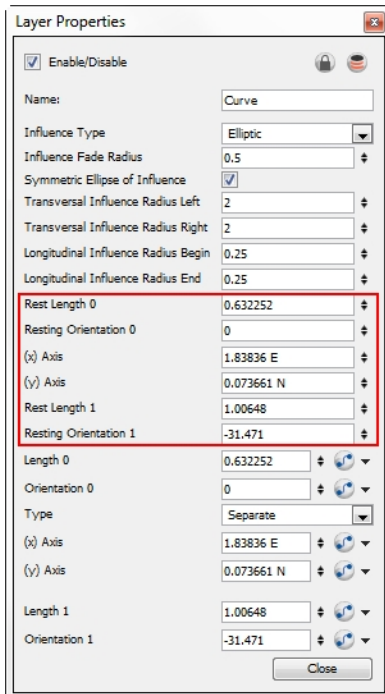 Layer Properties
Enable/Disable
Name: Curve
Influence Type Elliptic
Influence Fade Radius 0.5
Symmetric Ellipse of Influence
Transversal Influence Radius Left 2
Transversal Influence Radius Right 2
Longitudinal Influence Radius Begin 0.25
Longitudinal Influence Radius End 0.25
Rest Length 0 0.632252
Resting Orientation 0 0
(x) Axis 1.83836 E
(y) Axis 0.073661 N
Rest Length 1 1.00648
Resting Orientation 1 -31.471
Length 0 0.632252
Orientation 0 0
Type Separate
(x) Axis 1.83836 E
(y) Axis 0.073661 N
Length 1 1.00648
Orientation 1 -31.471
Close